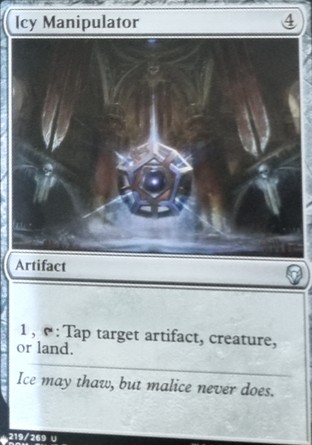 Icy Manipulator 4
Artifact
1, : Tap target artifact, creature,
or land.
Ice may thaw, but malice never does.
219/269 U